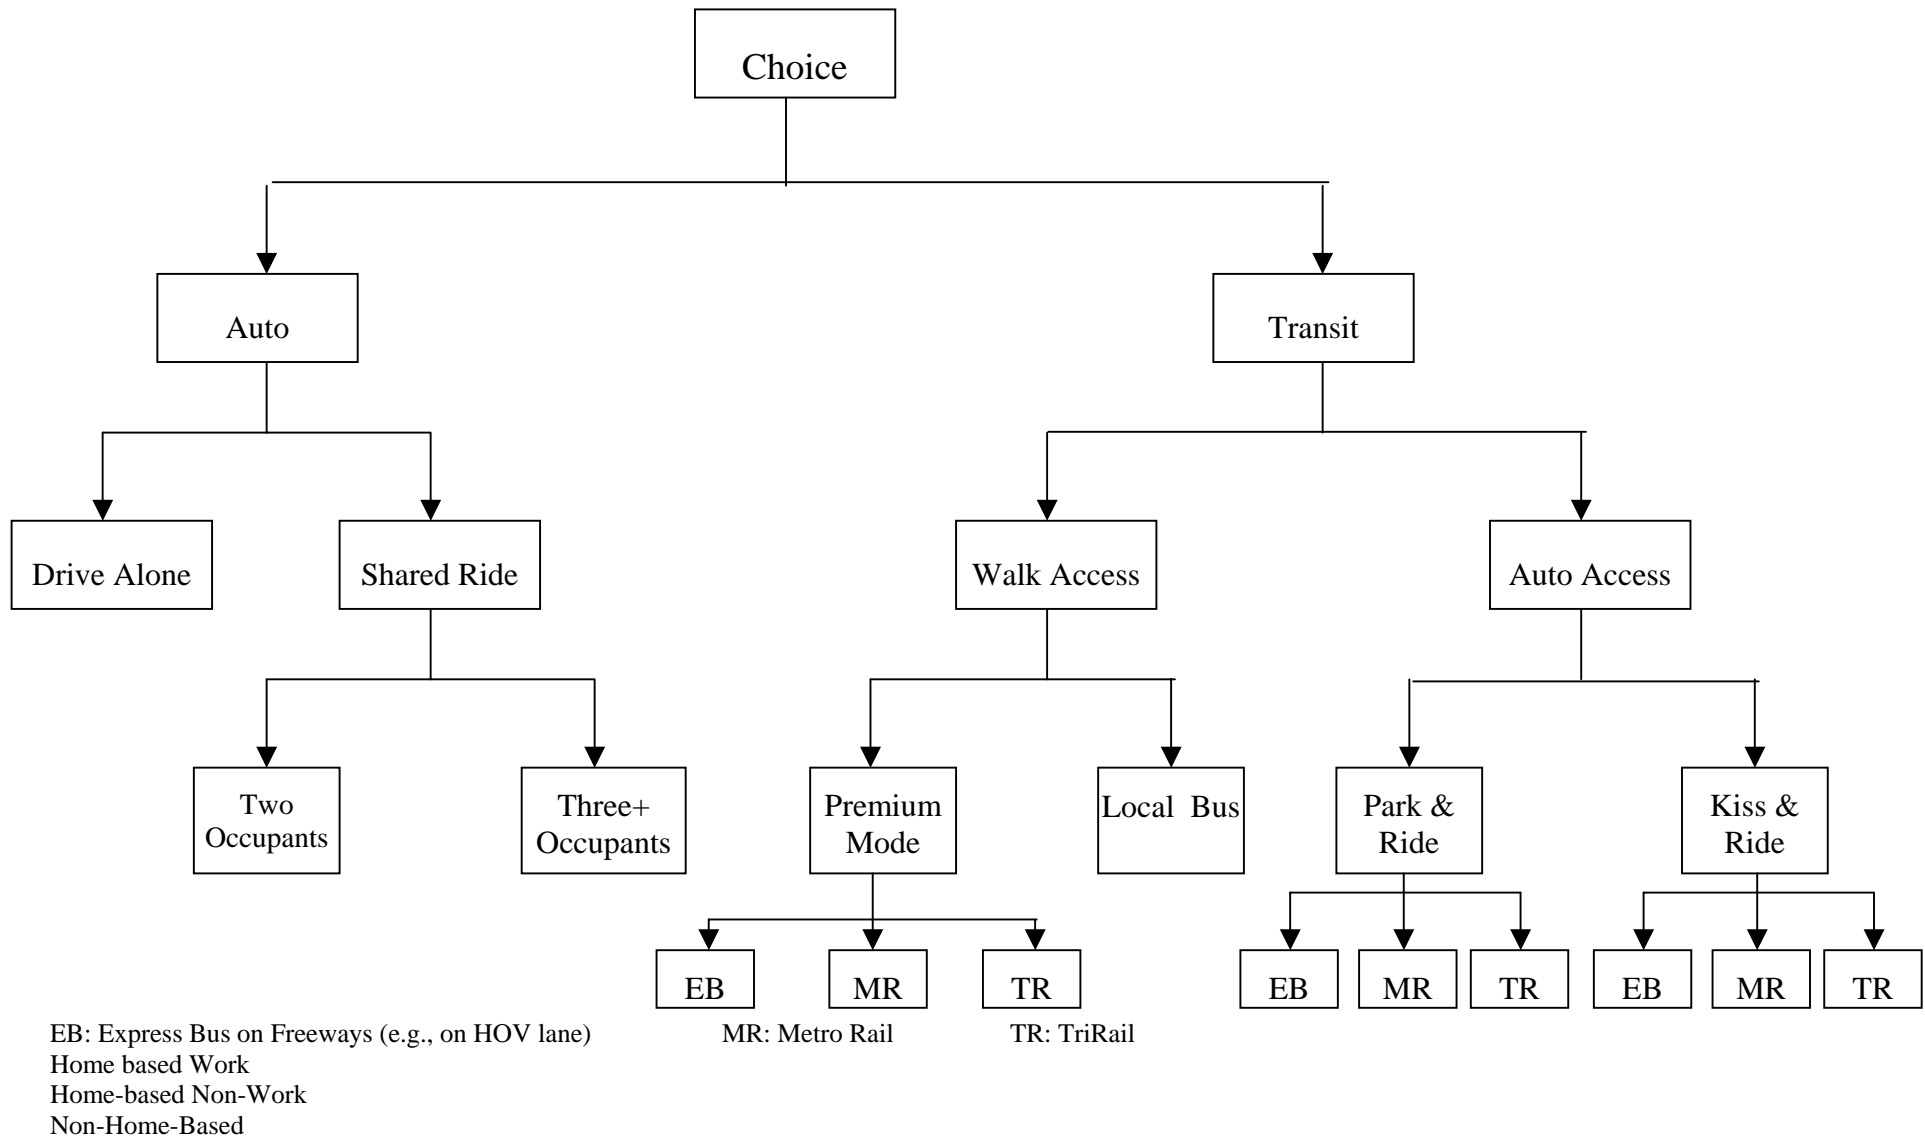 Choice
Auto
Transit
Drive Alone
Shared Ride
Walk Access
Auto Access
Two
Occupants
Three+
Occupants
Premium
Mode
Local Bus
Park &
Ride
Kiss &
Ride
EB
MR
TR
EB
MR
TR
EB
MR
TR
EB: Express Bus on Freeways (e.g., on HOV lane) MR: Metro Rail TR: TriRail
Home based Work
Home-based Non-Work
Non-Home-Based